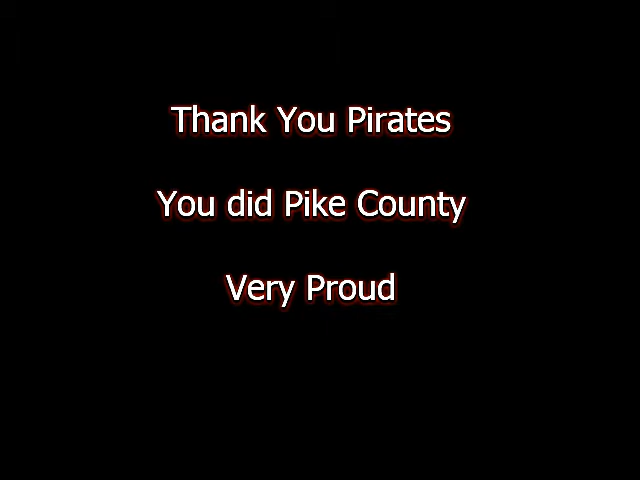 Thank You Pirates
You did Pike County
Very Proud